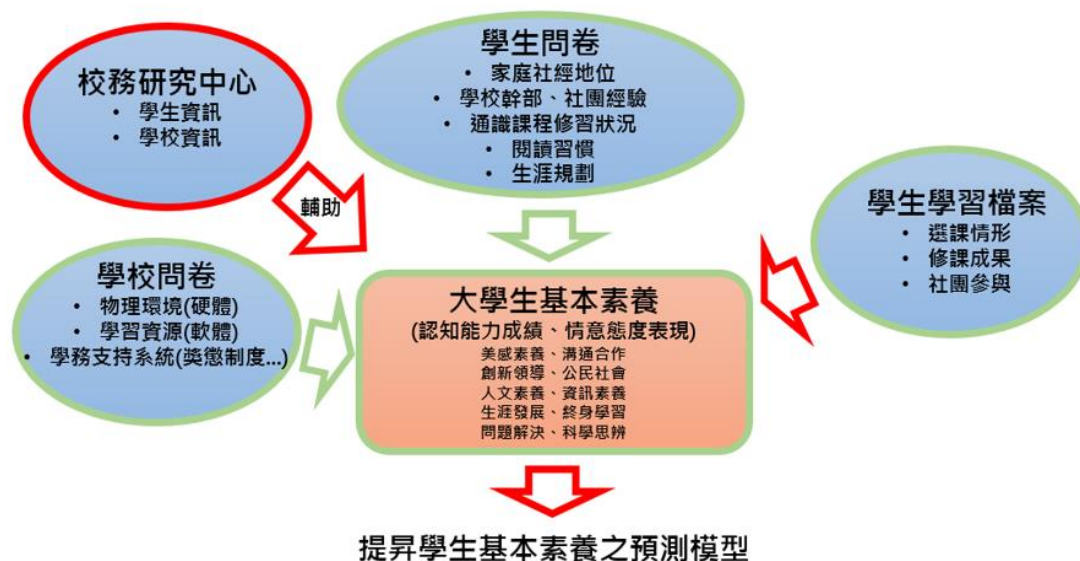 校務研究中心
• 學生資訊
• 學校資訊
學生問卷
• 家庭社經地位
• 學校幹部、社團經驗
• 通識課程修習狀況
• 閱讀習慣
• 生涯規劃
輔助
學生學習檔案
• 選課情形
• 修課成果
• 社團參與
學校問卷
• 物理環境(硬體)
• 學習資源(軟體)
• 學務支持系統(獎懲制度...)
大學生基本素養
(認知能力成績、情意態度表現)
美感素養、溝通合作
創新領導、公民社會
人文素養、資訊素養
生涯發展、終身學習
問題解決、科學思辨
提昇學生基本素養之預測模型